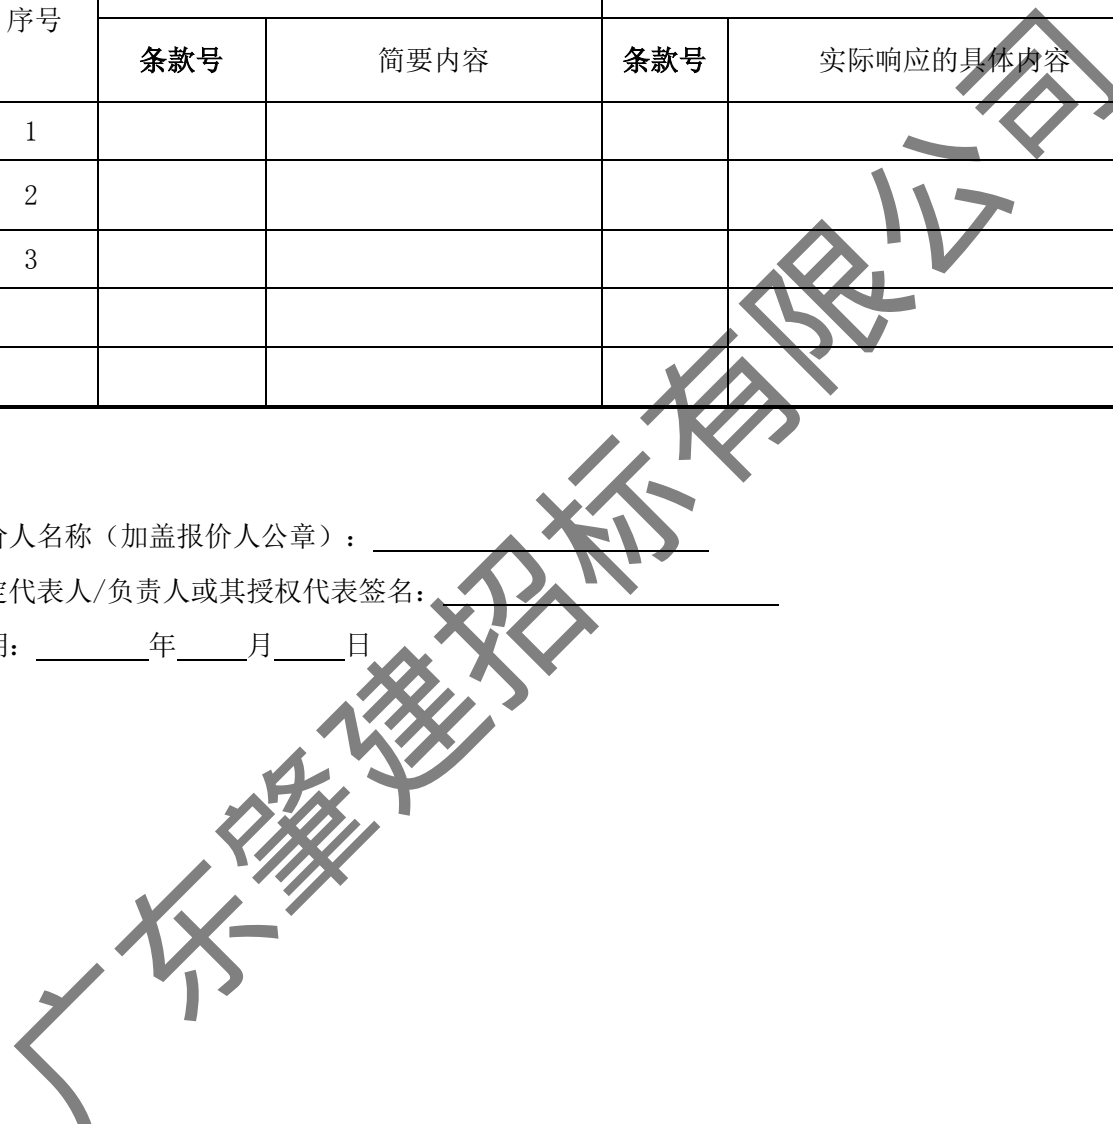 序号
条款号 简要内容 条款号 实际响应的具体内容
1
2
3
人名称（加盖报价人公章）：
代表人/负责人或其授权代表签名：
年 月 日
广东肇建招标有限公司